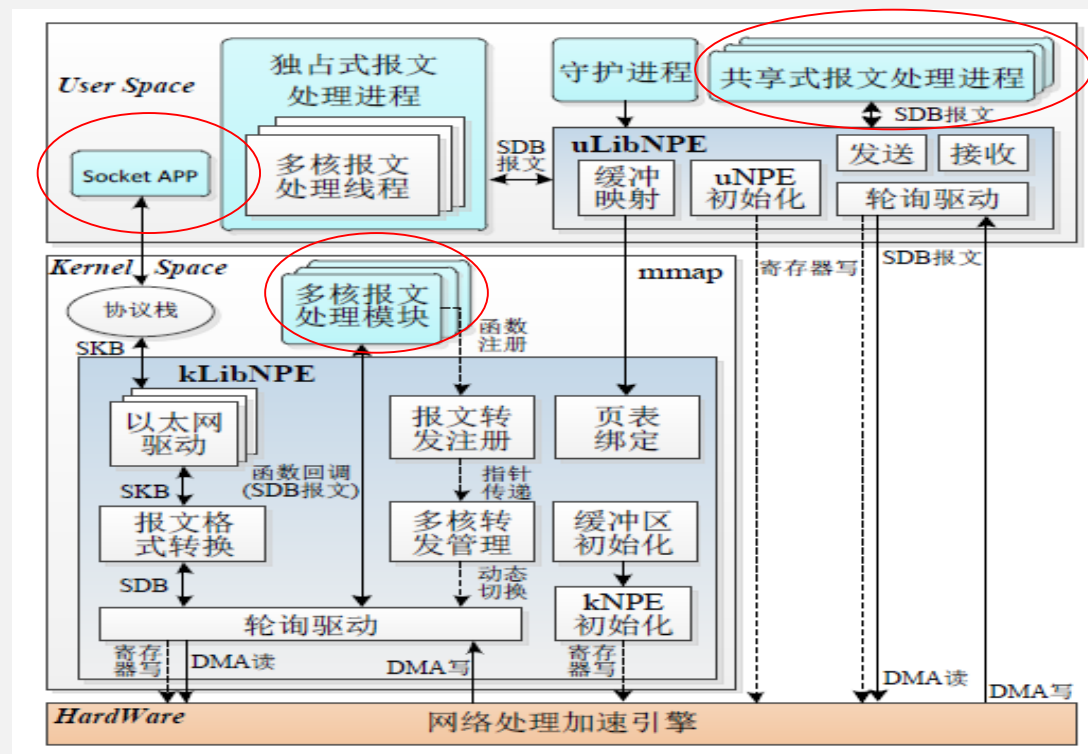 User Space
独占式报文
处理进程
多核报文
处理线程
Socket APP
SDB
报文
守护进程
共享式报文处理进程
SDB报文
uLibNPE
缓冲
映射
uNPE
初始化
发送
接收
轮询驱动
Kernel Space
mmap
寄存器写
SDB报文
协议栈
SKB
多核报文
处理模块
函数
注册
kLibNPE
以太网
驱动
SKB
报文格
式转换
SDB
函数回调
(SDB报文)
报文转
发注册
指针
传递
多核转
发管理
动态
切换
页表
绑定
缓冲区
初始化
kNPE
初始化
轮询驱动
寄存
器写
DMA读
DMA写
寄存
器写
DMA读
DMA写
HardWare
网络处理加速引擎